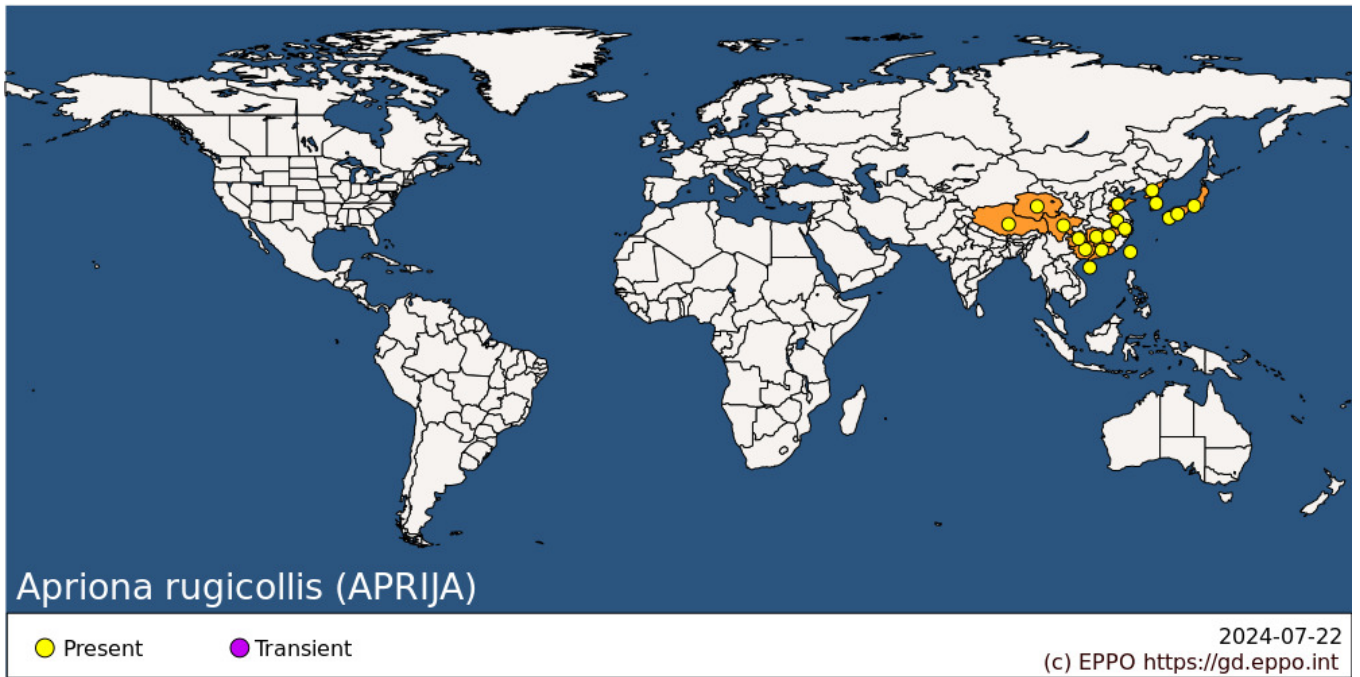 Apriona rugicollis (APRIJA)
Present
Transient
2024-07-22
(c) EPPO https://gd.eppo.int